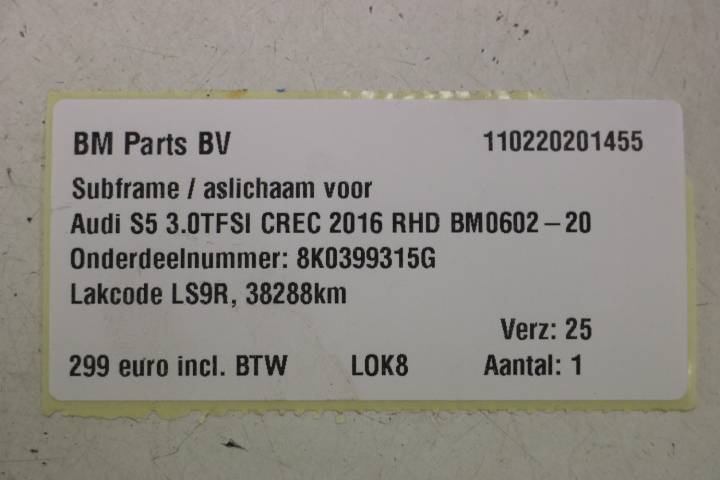 BM Parts BV 110220201455
Subframe / aslichaam voor
Audi S5 3.0TFSI CREC 2016 RHD BM0602-20
Onderdeelnummer: 8K0399315G
Lakcode LS9R, 38288km
Verz: 25
299 euro incl. BTW LOK8 Aantal: 1